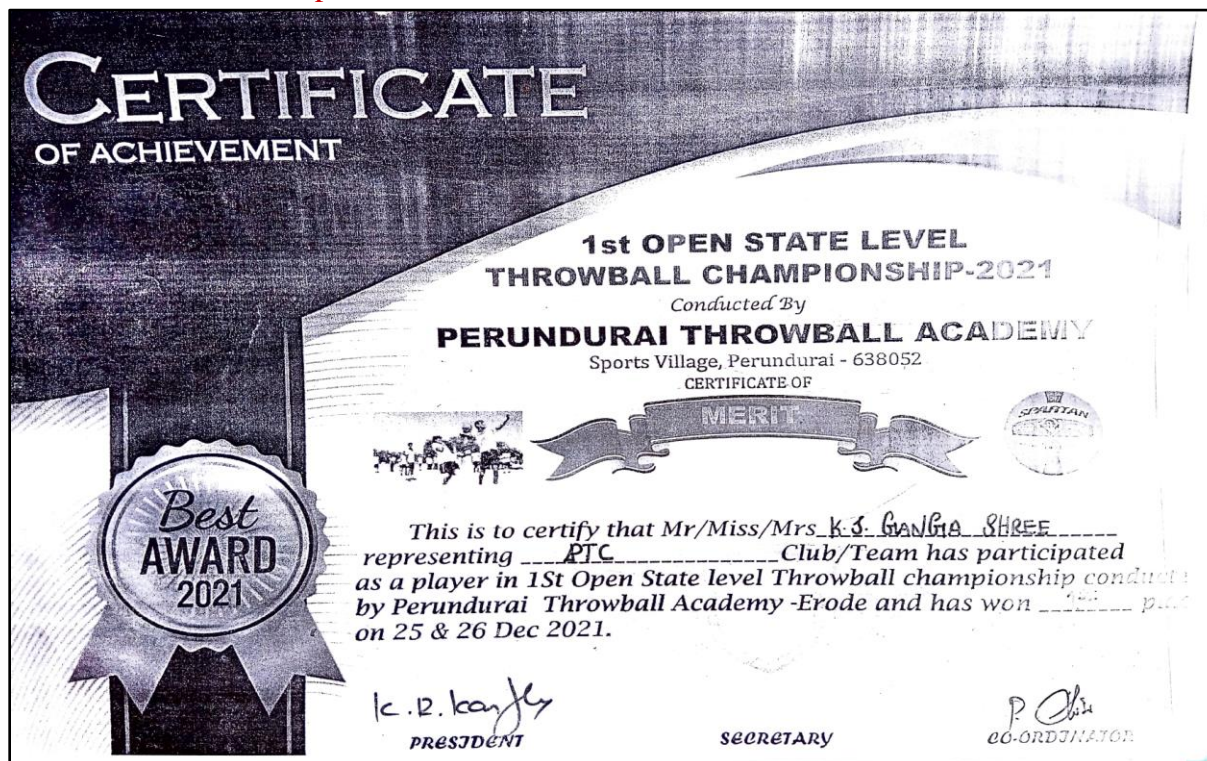 CERTIFICATE
OF ACHIEVEMENT
1st OPEN STATE LEVEL
THROWBALL CHAMPIONSHIP-2021
Conducted By
PERUNDURAI THROWBALL ACADEMY
Sports Village, Perundurai - 638052
CERTIFICATE OF
MERIT
SPARTAN
Best
AWARD
2021
This is to certify that Mr/Miss/Mrs K.S. GANGA SHREE
representing PTC Club/Team has participated
as a player in 1St Open State level Throwball championship
by Perundurai Throwball Academy -Erode and has won
on 25 & 26 Dec 2021.
PRESIDENT
SECRETARY
CO-ORDINATOR